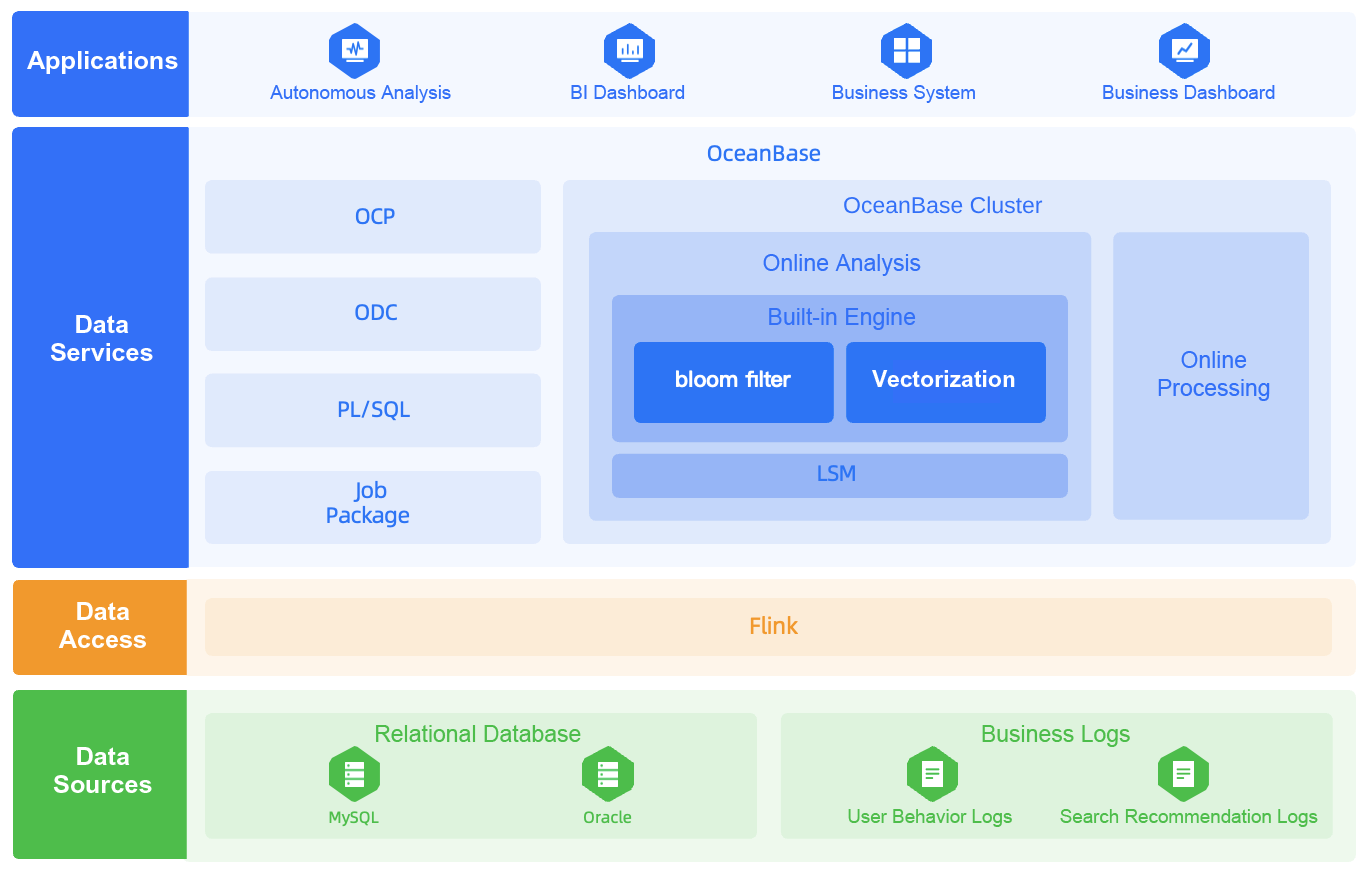 Applications
Autonomous Analysis
BI Dashboard
Business System
Business Dashboard
Data
Services
OceanBase
OCP
ODC
PL/SQL
Job
Package
OceanBase Cluster
Online Analysis
Built-in Engine
bloom filter
Vectorization
LSM
Online
Processing
Data
Access
Flink
Data
Sources
Relational Database
MySQL
Oracle
Business Logs
User Behavior Logs
Search Recommendation Logs